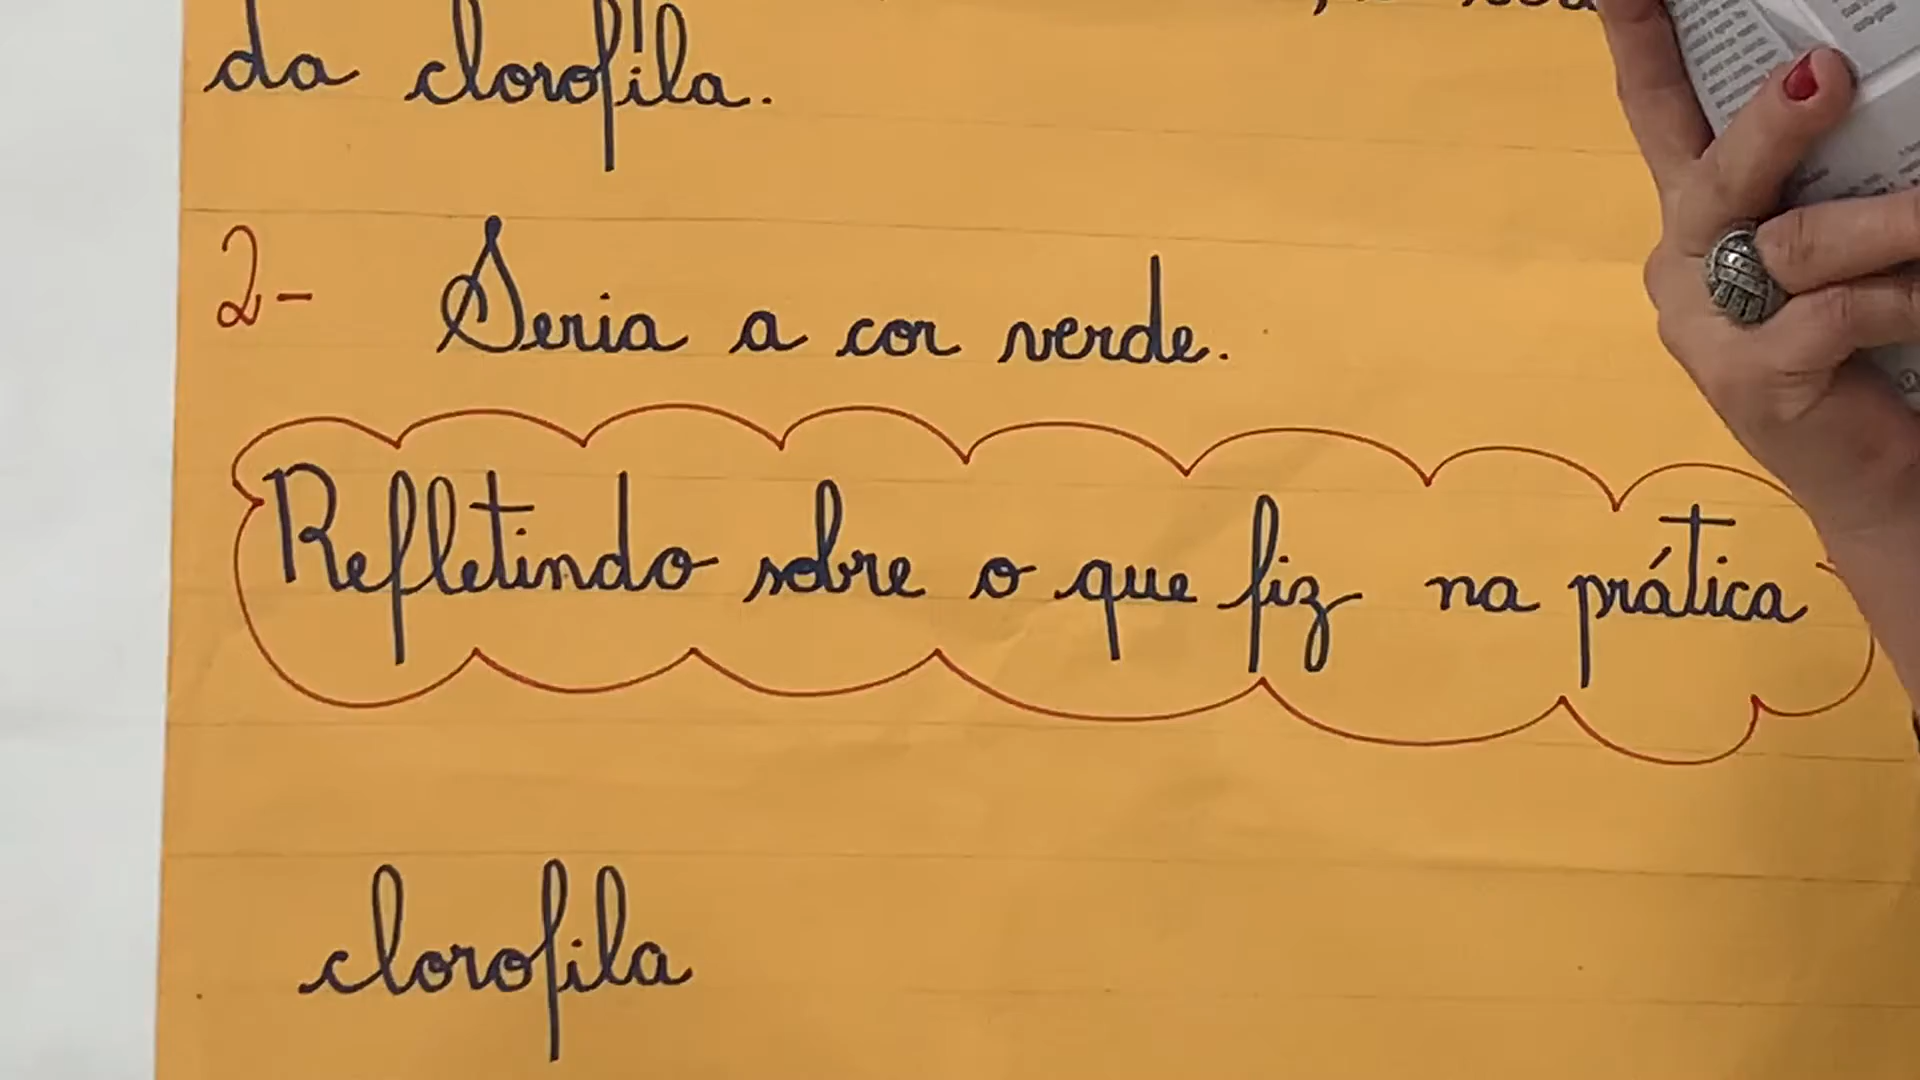 da clorofila.
2- Seria a cor verde.
Refletindo sobre o que fiz na prática
clorofila